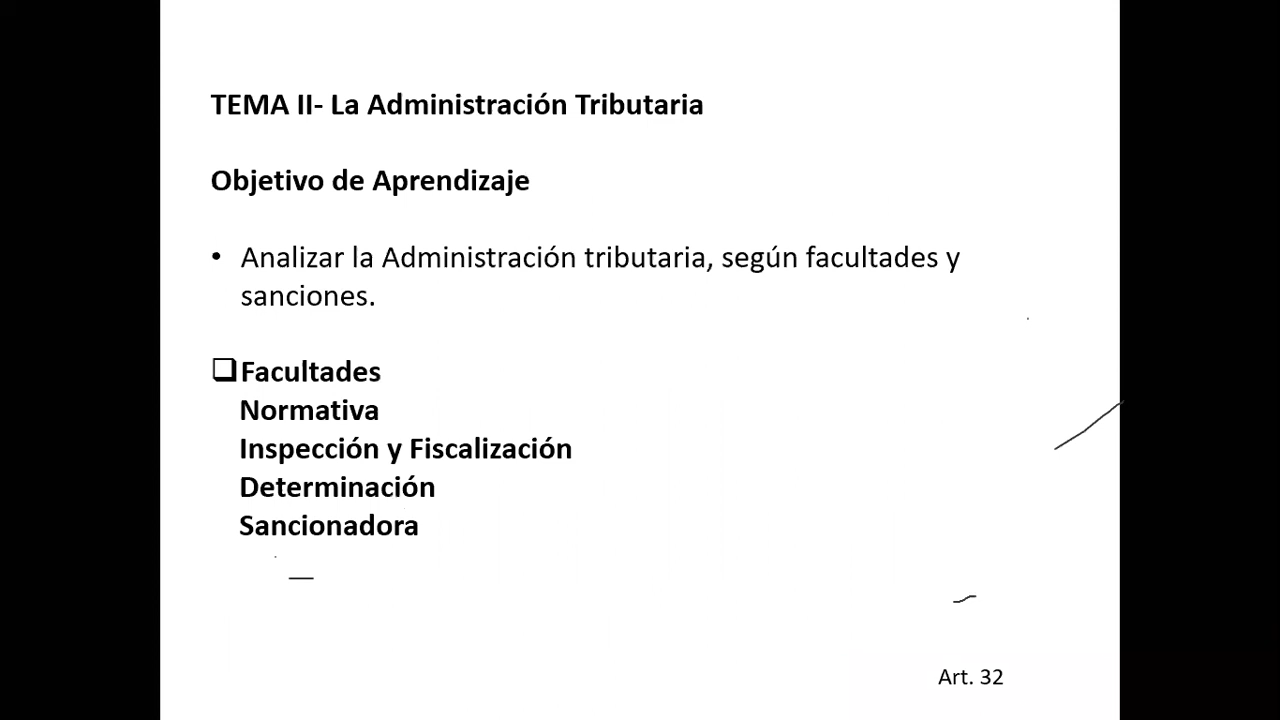 TEMA II- La Administración Tributaria
Objetivo de Aprendizaje
• Analizar la Administración tributaria, según facultades y
sanciones.
❑Facultades
Normativa
Inspección y Fiscalización
Determinación
Sancionadora
Art. 32